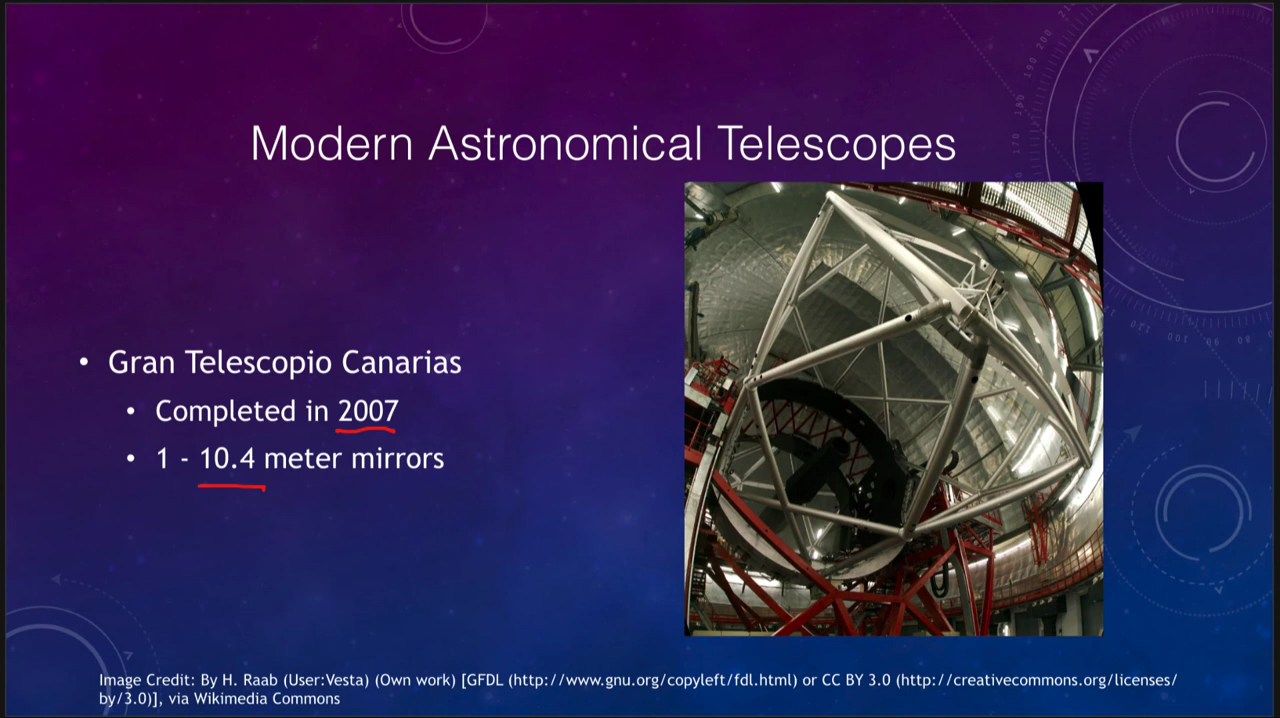 Modern Astronomical Telescopes
• Gran Telescopio Canarias
• Completed in 2007
• 1 - 10.4 meter mirrors
Image Credit: By H. Raab (User:Vesta) (Own work) [GFDL (http://www.gnu.org/copyleft/fdl.html) or CC BY 3.0 (http://creativecommons.org/licenses/
by/3.0)], via Wikimedia Commons